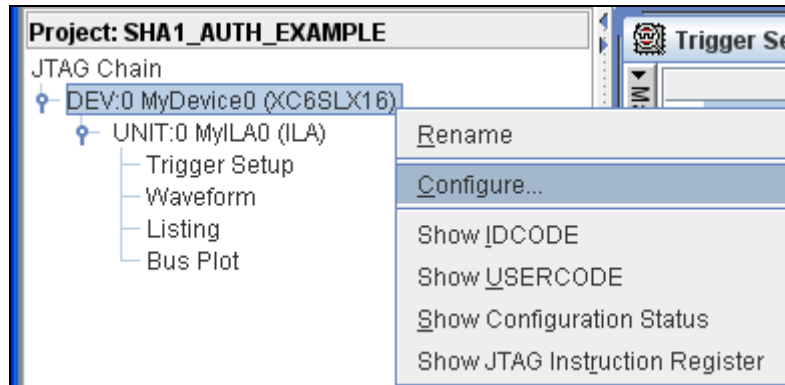 Project: SHA1_AUTH_EXAMPLE
JTAG Chain
DEV:0 MyDevice0 (XC6SLX16)
UNIT:0 MyILA0 (ILA)
Trigger Setup
Waveform
Listing
Bus Plot
Trigger Se
Rename
Configure...
Show IDCODE
Show USERCODE
Show Configuration Status
Show JTAG Instruction Register